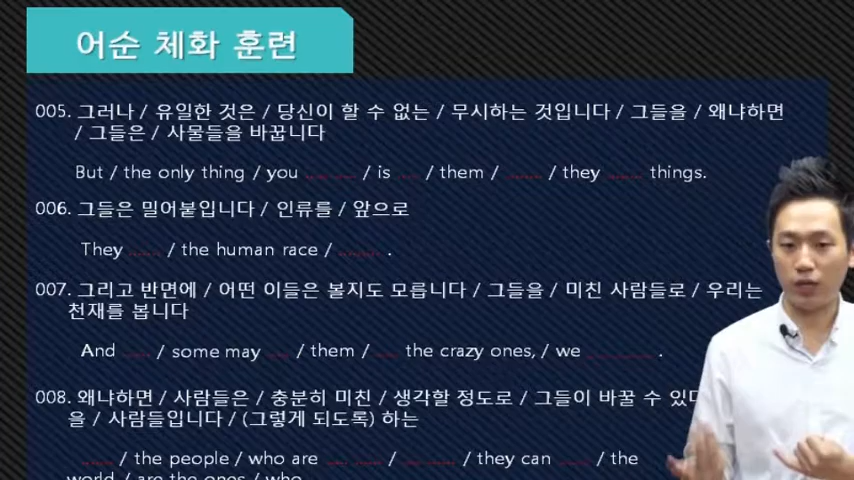 어순 체화 훈련
005. 그러나 / 유일한 것은 / 당신이 할 수 없는 / 무시하는 것입니다 / 그들을 / 왜냐하면
/ 그들은 / 사물들을 바꿉니다
But / the only thing / you ........ / is .... / them / ....... / they ....... things.
006. 그들은 밀어붙입니다 / 인류를 / 앞으로
They ....... / the human race / ......... .
007. 그리고 반면에 / 어떤 이들은 볼지도 모릅니다 / 그들을 / 미친 사람들로 / 우리는
천재를 봅니다
And ..... / some may .... / them / .... the crazy ones, / we ............ .
008. 왜냐하면 / 사람들은 / 충분히 미친 / 생각할 정도로 / 그들이 바꿀 수 있다
을 / 사람들입니다 / (그렇게 되도록) 하는
....... / the people / who are ..... ...... / ... ....... / they can ...... / the
world / are the ones / who